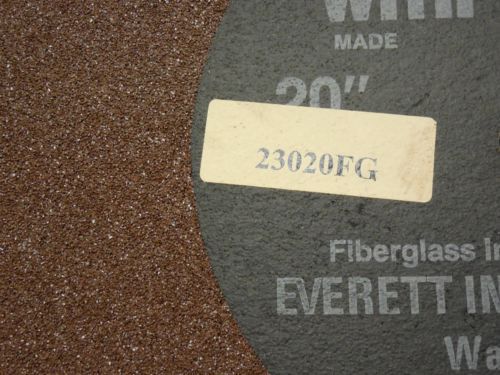 MADE
20"
23020FG
Fiberglass In
EVERETT IN
Wa